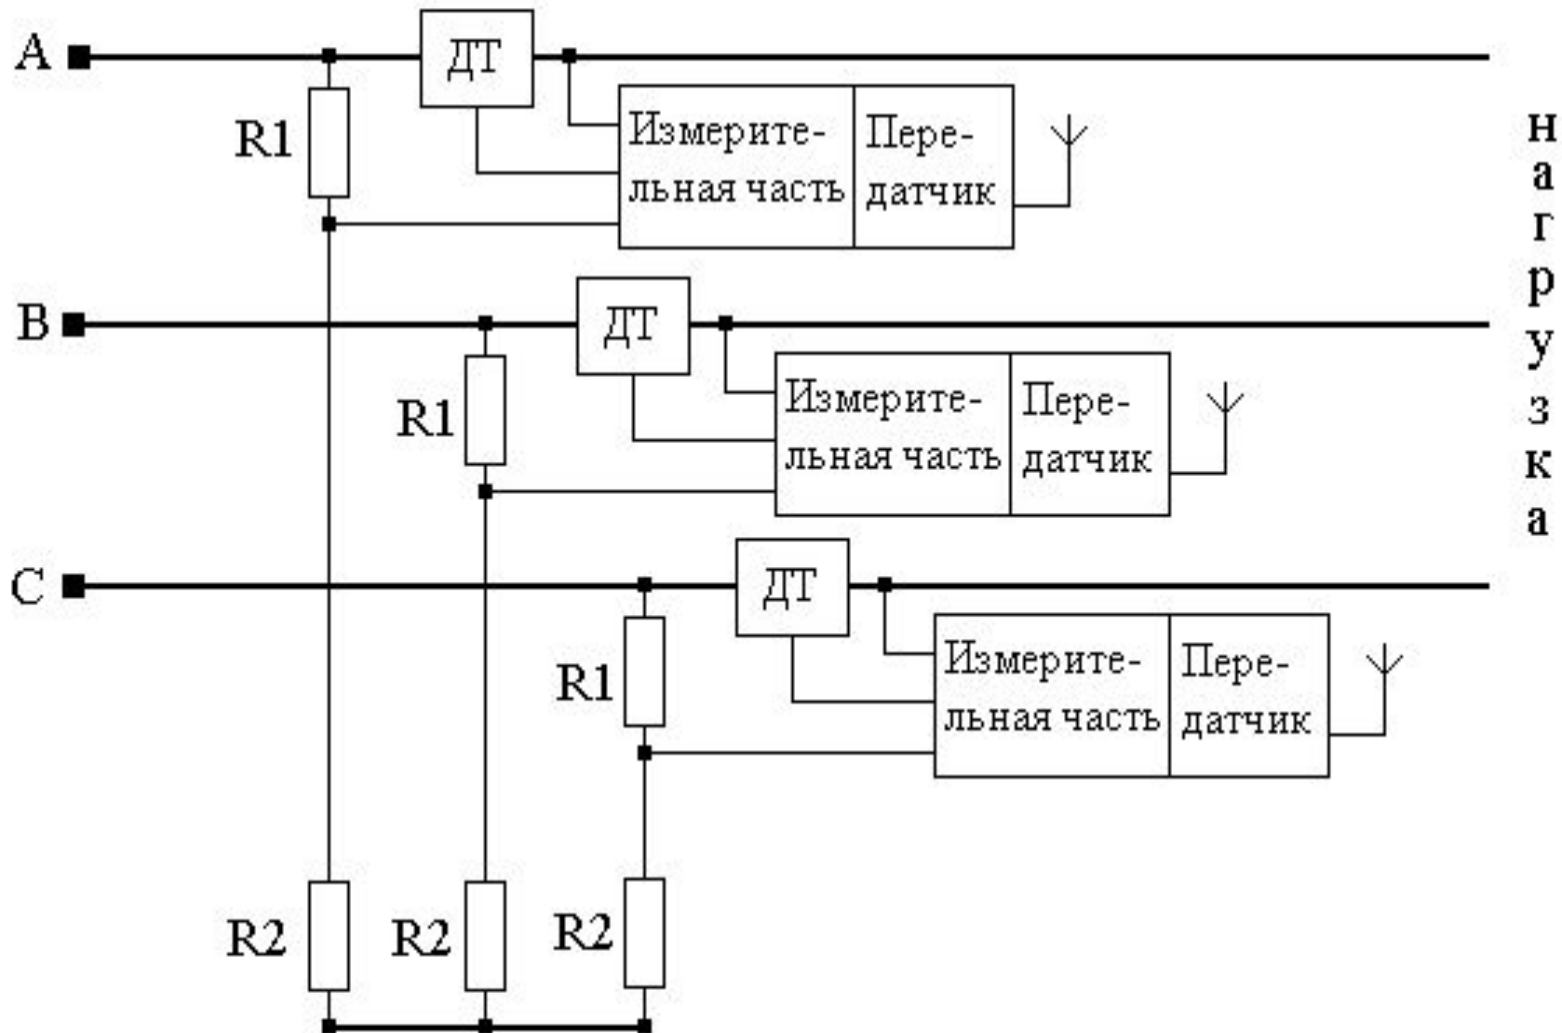 A
ДТ
R1
Измерите-
льная часть
Пере-
датчик
B
ДТ
R1
Измерите-
льная часть
Пере-
датчик
C
ДТ
R1
Измерите-
льная часть
Пере-
датчик
R2
R2
R2
нагрузка